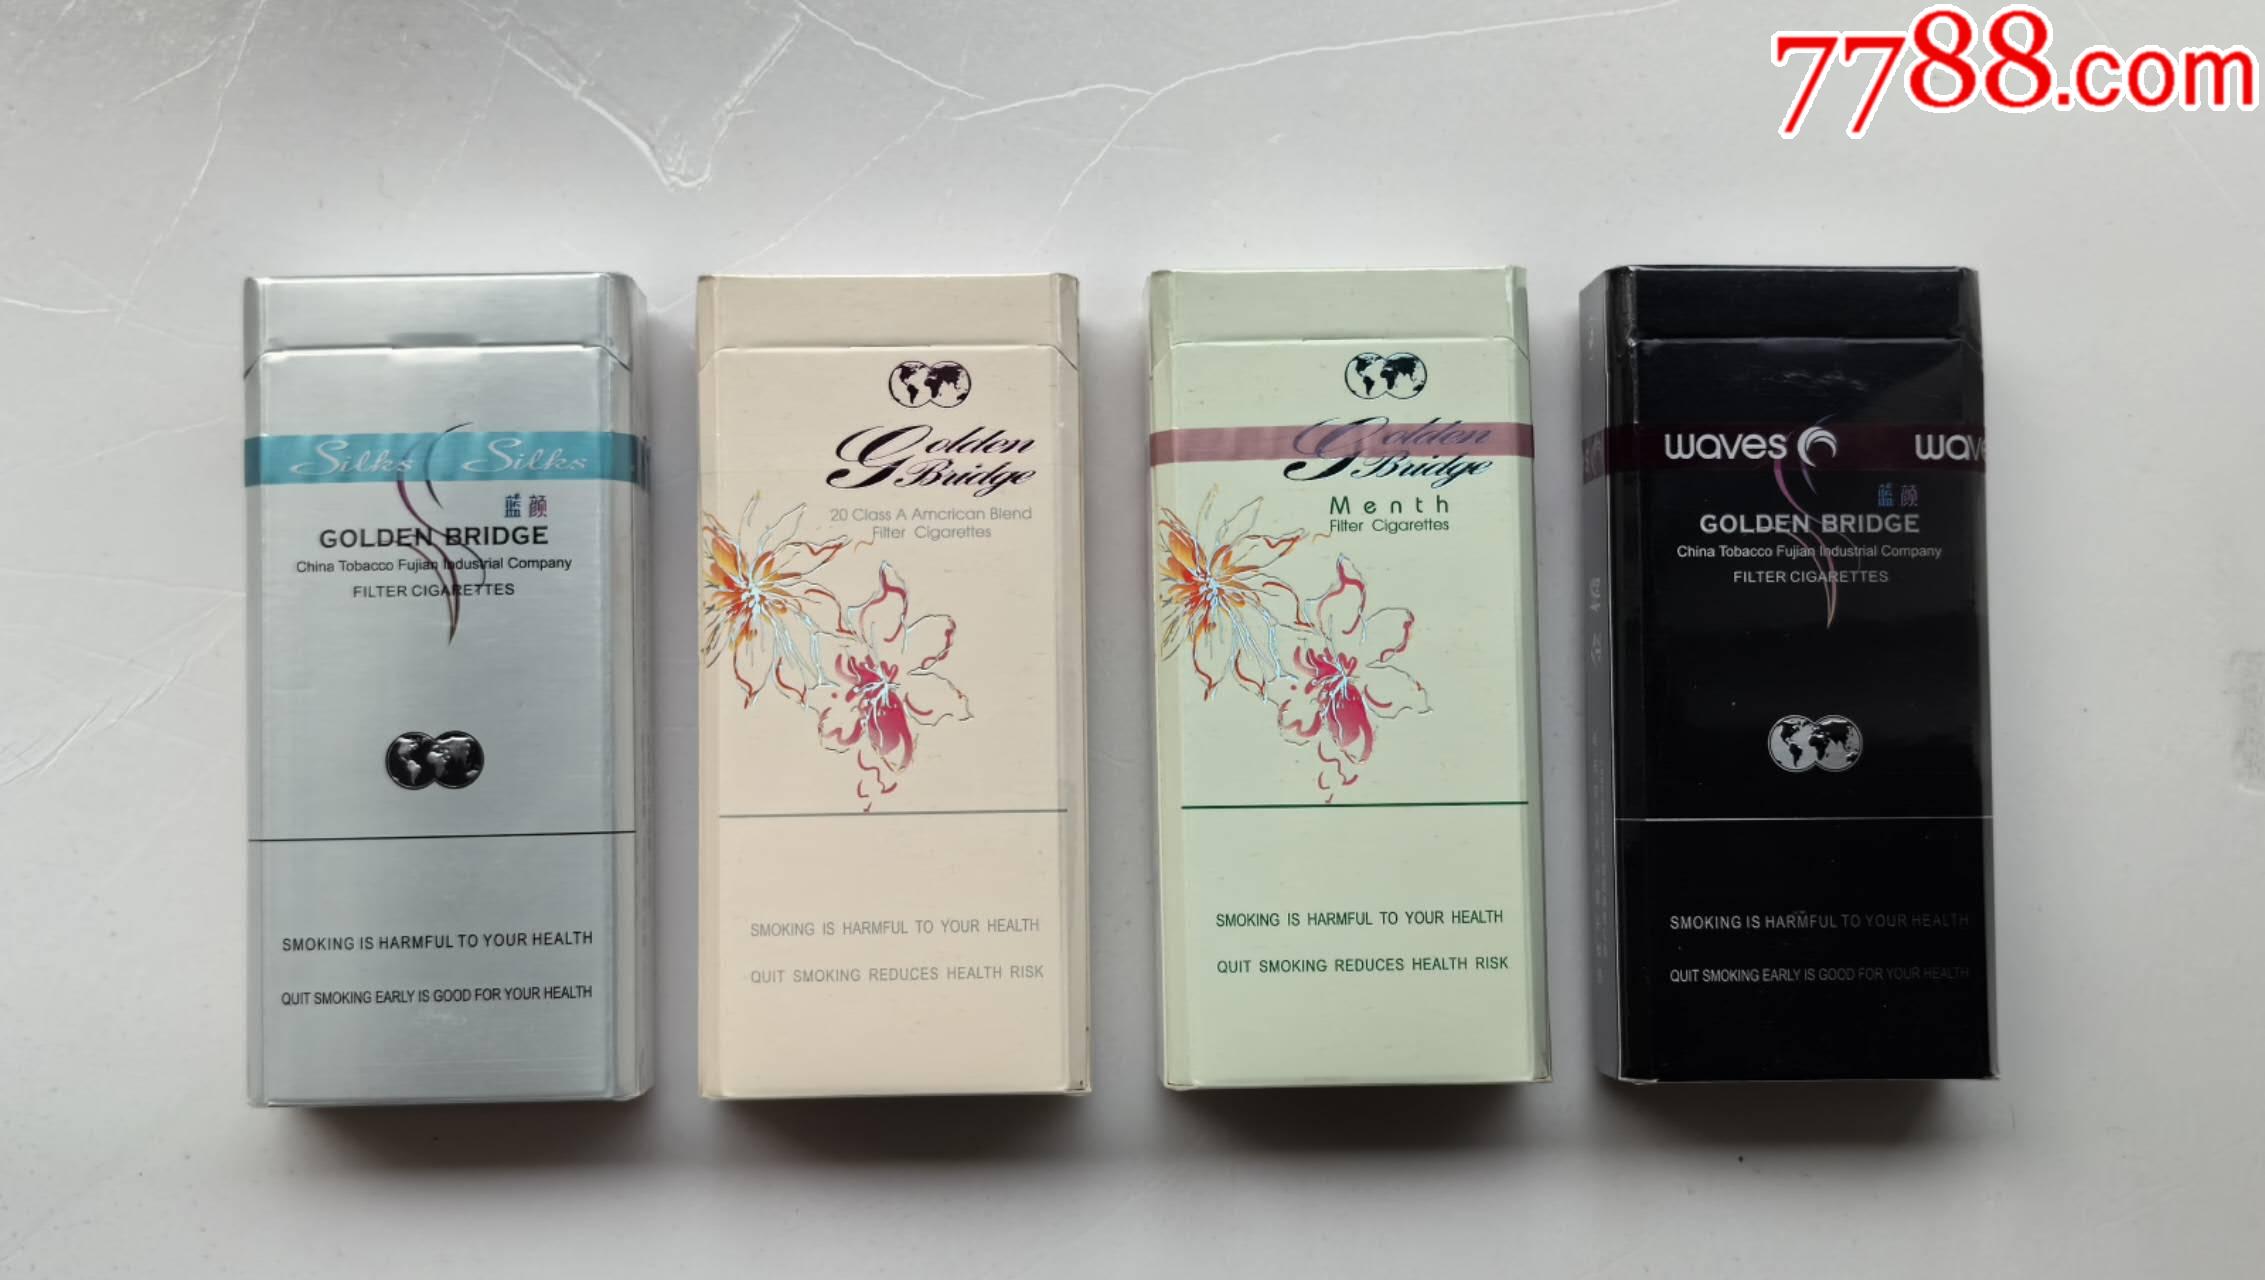 7788.com
Silks Silks
蓝颜
GOLDEN BRIDGE
China Tobacco Fujian Industrial Company
FILTER CIGARETTES
SMOKING IS HARMFUL TO YOUR HEALTH
QUIT SMOKING EARLY IS GOOD FOR YOUR HEALTH
Golden
Bridge
20 Class A American Blend
Filter Cigarettes
SMOKING IS HARMFUL TO YOUR HEALTH
QUIT SMOKING REDUCES HEALTH RISK
Golden
Bridge
Menth
Filter Cigarettes
SMOKING IS HARMFUL TO YOUR HEALTH
QUIT SMOKING REDUCES HEALTH RISK
waves wave
蓝颜
GOLDEN BRIDGE
China Tobacco Fujian Industrial Company
FILTER CIGARETTES
SMOKING IS HARMFUL TO YOUR HEALTH
QUIT SMOKING EARLY IS GOOD FOR YOUR HEALTH